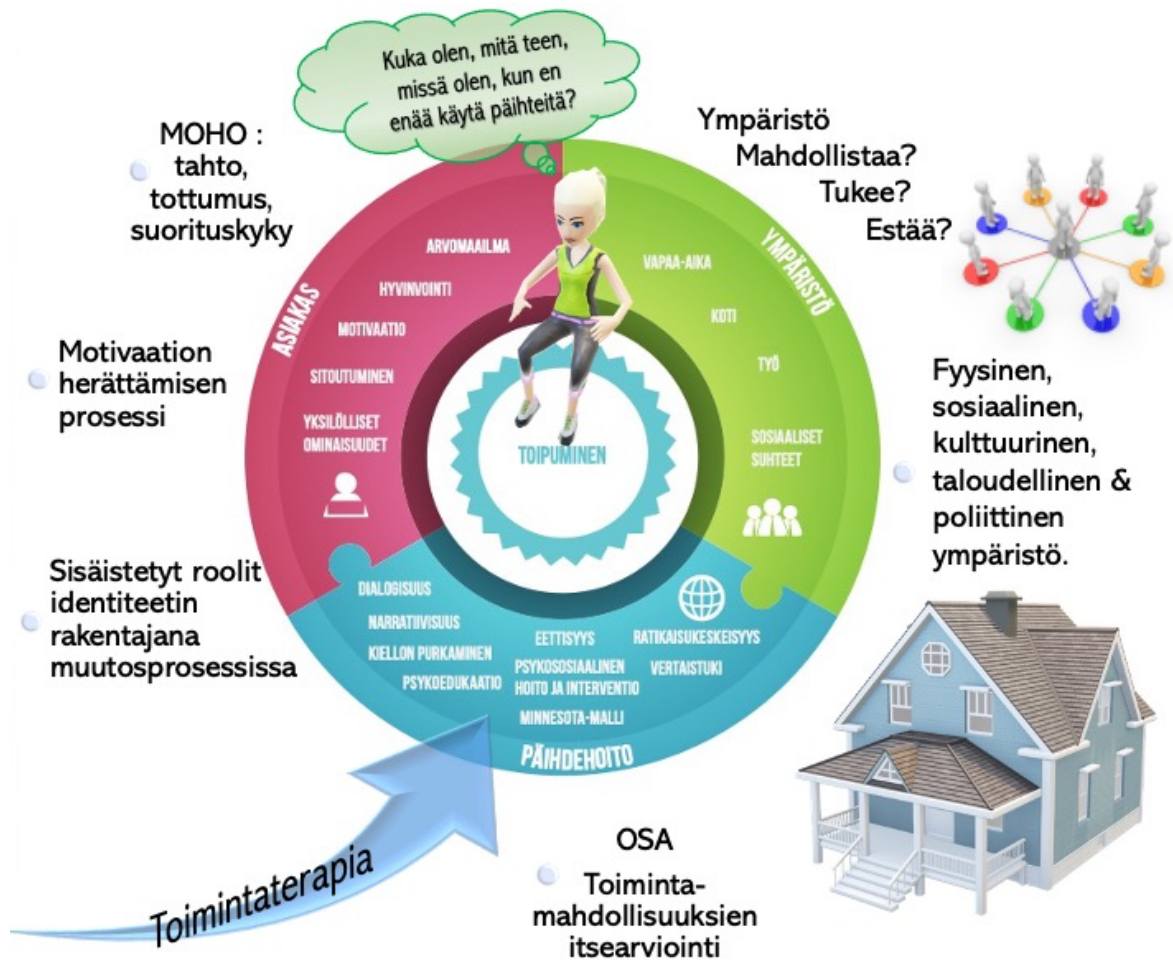 Kuka olen, mitä teen,
missä olen, kun en
enää käytä päihteitä?
MOHO :
tahto,
tottumus,
suorituskyky
Ympäristö
Mahdollistaa?
Tukee?
Estää?
ASIAKAS
ARVOMAAILMA
HYVINVOINTI
MOTIVAATIO
SITOUTUMINEN
YKSILÖLLISET
OMINAISUUDET
YMPÄRISTÖ
VAPAA-AIKA
KOTI
TYÖ
SOSIAALISET
SUHTEET
TOIPUMINEN
Motivaation
herättämisen
prosessi
Fyysinen,
sosiaalinen,
kulttuurinen,
taloudellinen &
poliittinen
ympäristö.
Sisäistetyt roolit
identiteetin
rakentajana
muutosprosessissa
DIALOGISUUS
NARRATIIVISUUS
KIELLON PURKAMINEN
PSYKOEDUKAATIO
EETTISYYS
PSYKOSOSIAALINEN
HOITO JA INTERVENTIO
MINNESOTA-MALLI
RATIKAISUKESKEISYYS
VERTAISTUKI
PÄIHDEHOITO
Toimintaterapia
OSA
Toiminta-
mahdollisuuksien
itsearviointi